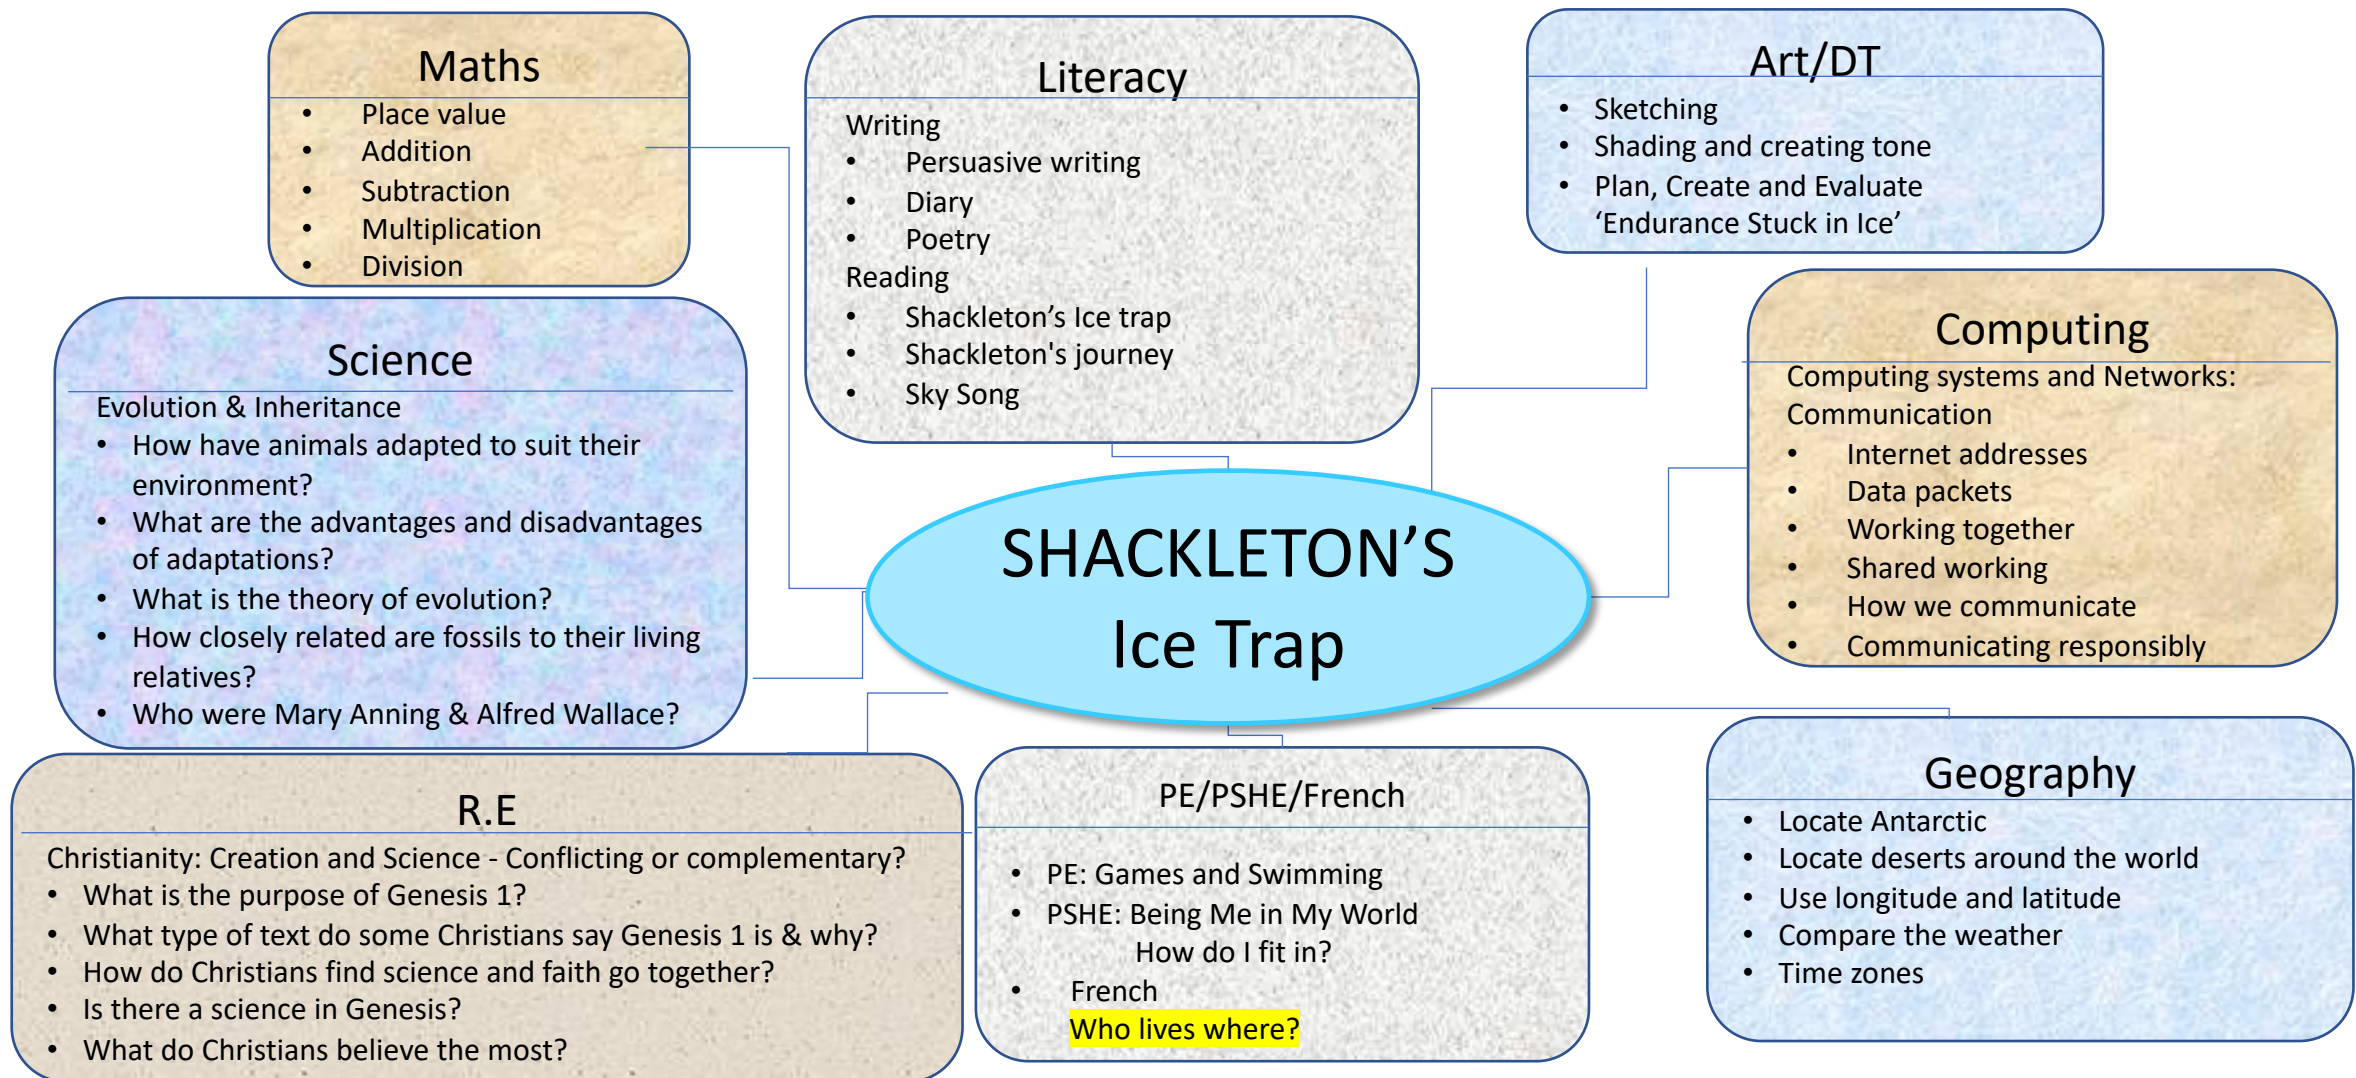 Maths
• Place value
• Addition
• Subtraction
• Multiplication
• Division
Literacy
Writing
• Persuasive writing
• Diary
• Poetry
Reading
• Shackleton’s Ice trap
• Shackleton's journey
• Sky Song
Art/DT
• Sketching
• Shading and creating tone
• Plan, Create and Evaluate
‘Endurance Stuck in Ice’
Science
Evolution & Inheritance
• How have animals adapted to suit their
environment?
• What are the advantages and disadvantages
of adaptations?
• What is the theory of evolution?
• How closely related are fossils to their living
relatives?
• Who were Mary Anning & Alfred Wallace?
SHACKLETON’S
Ice Trap
Computing
Computing systems and Networks:
Communication
• Internet addresses
• Data packets
• Working together
• Shared working
• How we communicate
• Communicating responsibly
R.E
Christianity: Creation and Science - Conflicting or complementary?
• What is the purpose of Genesis 1?
• What type of text do some Christians say Genesis 1 is & why?
• How do Christians find science and faith go together?
• Is there a science in Genesis?
• What do Christians believe the most?
PE/PSHE/French
• PE: Games and Swimming
• PSHE: Being Me in My World
How do I fit in?
• French
Who lives where?
Geography
• Locate Antarctic
• Locate deserts around the world
• Use longitude and latitude
• Compare the weather
• Time zones